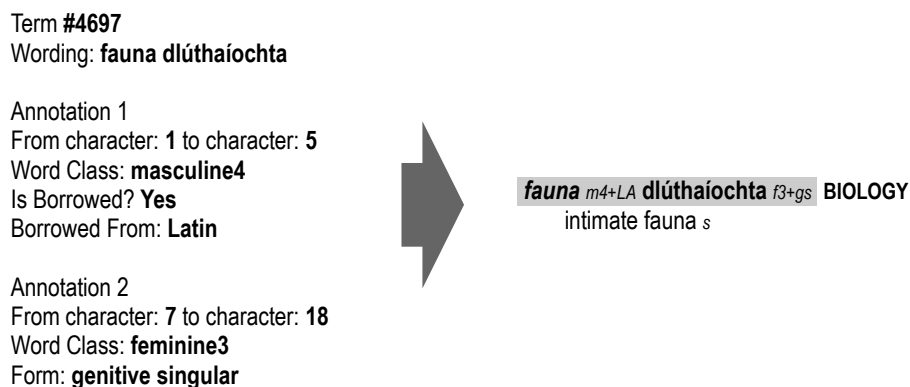 Term #4697
Wording: fauna dlúthaíochta
Annotation 1
From character: 1 to character: 5
Word Class: masculine4
Is Borrowed? Yes
Borrowed From: Latin
Annotation 2
From character: 7 to character: 18
Word Class: feminine3
Form: genitive singular
fauna m4+LA dlúthaíochta f3+gs BIOLOGY
intimate fauna s